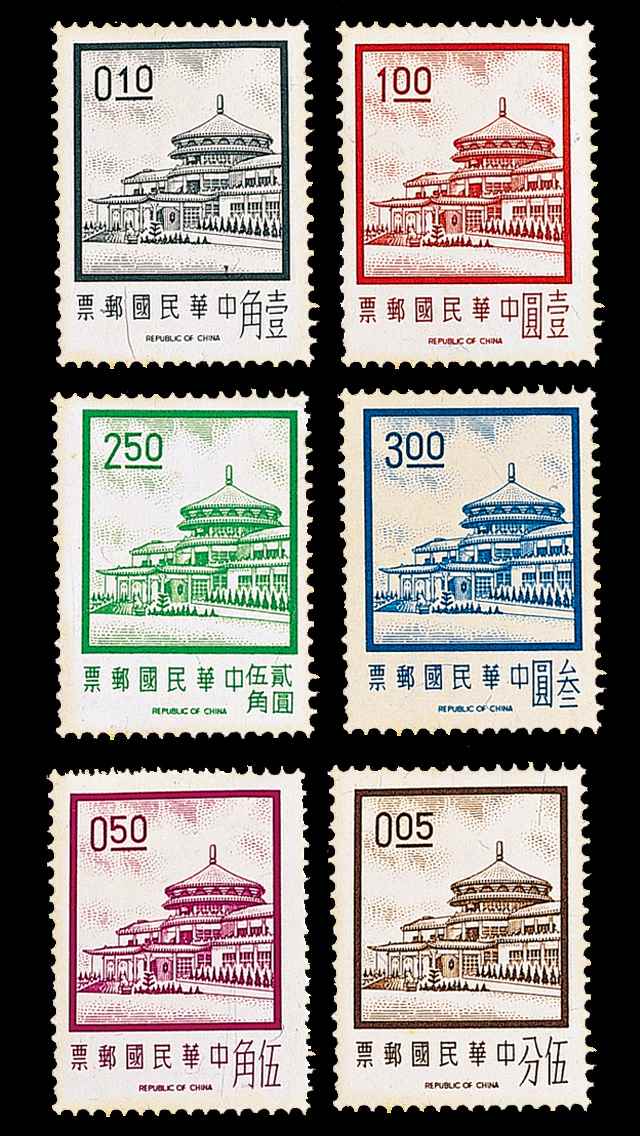 0.10
壹角中華民國郵票
REPUBLIC OF CHINA
1.00
壹圓中華民國郵票
REPUBLIC OF CHINA
2.50
貳圓伍角中華民國郵票
REPUBLIC OF CHINA
3.00
叁圓中華民國郵票
REPUBLIC OF CHINA
0.50
伍角中華民國郵票
REPUBLIC OF CHINA
0.05
伍分中華民國郵票
REPUBLIC OF CHINA